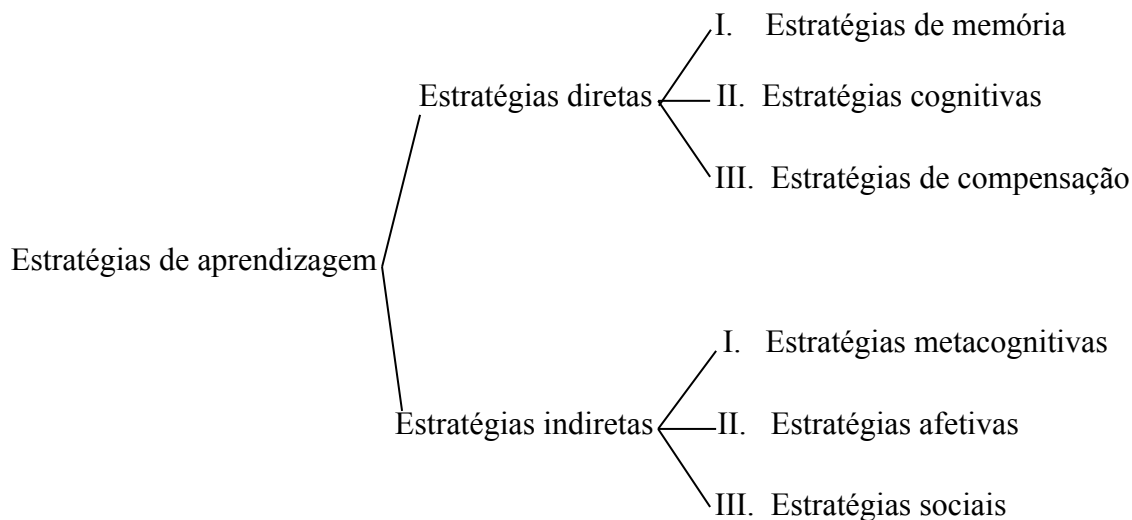 I. Estratégias de memória
Estratégias diretas II. Estratégias cognitivas
III. Estratégias de compensação
Estratégias de aprendizagem
I. Estratégias metacognitivas
Estratégias indiretas II. Estratégias afetivas
III. Estratégias sociais